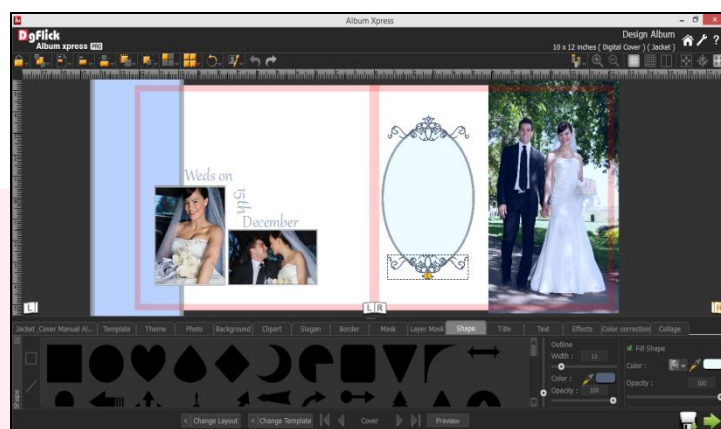 Album Xpress
DgFlick
Album xpress PRO
Design Album
10 x 12 inches ( Digital Cover ) ( Jacket )
?
Weds on
15th
December
L
L R
R
Jacket_Cover Manual Al...
Template
Theme
Photo
Background
Clipart
Slogan
Border
Mask
Layer Mask
Shape
Title
Text
Effects
Color correction
Collage
Shape
Outline
Width : 11
Color :
Opacity : 100
Fill Shape
Color :
Opacity : 100
< Change Layout
< Change Template
Cover
Preview